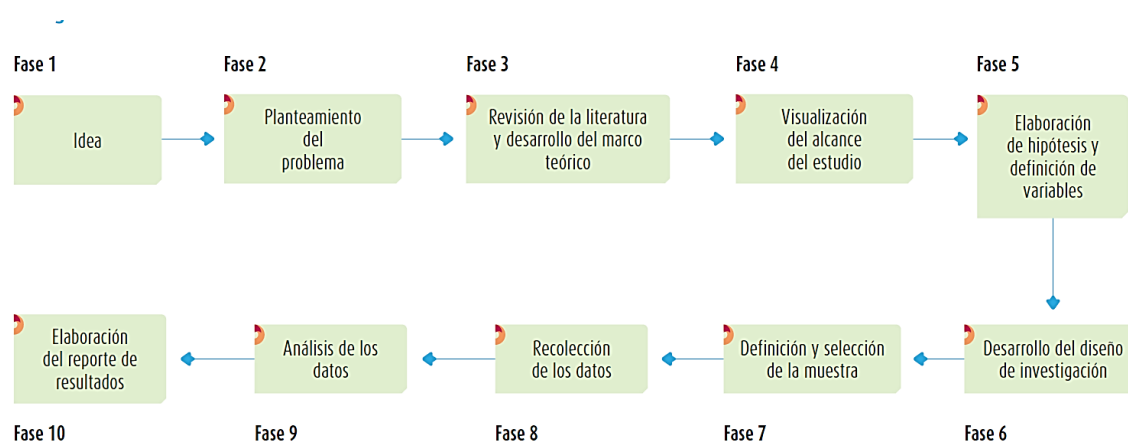 Fase 1
Fase 2
Fase 3
Fase 4
Fase 5
Idea
Planteamiento
del
problema
Revisión de la literatura
y desarrollo del marco
teórico
Visualización
del alcance
del estudio
Elaboración
de hipótesis y
definición de
variables
Desarrollo del diseño
de investigación
Definición y selección
de la muestra
Recolección
de los datos
Análisis de los
datos
Elaboración
del reporte de
resultados
Fase 10
Fase 9
Fase 8
Fase 7
Fase 6